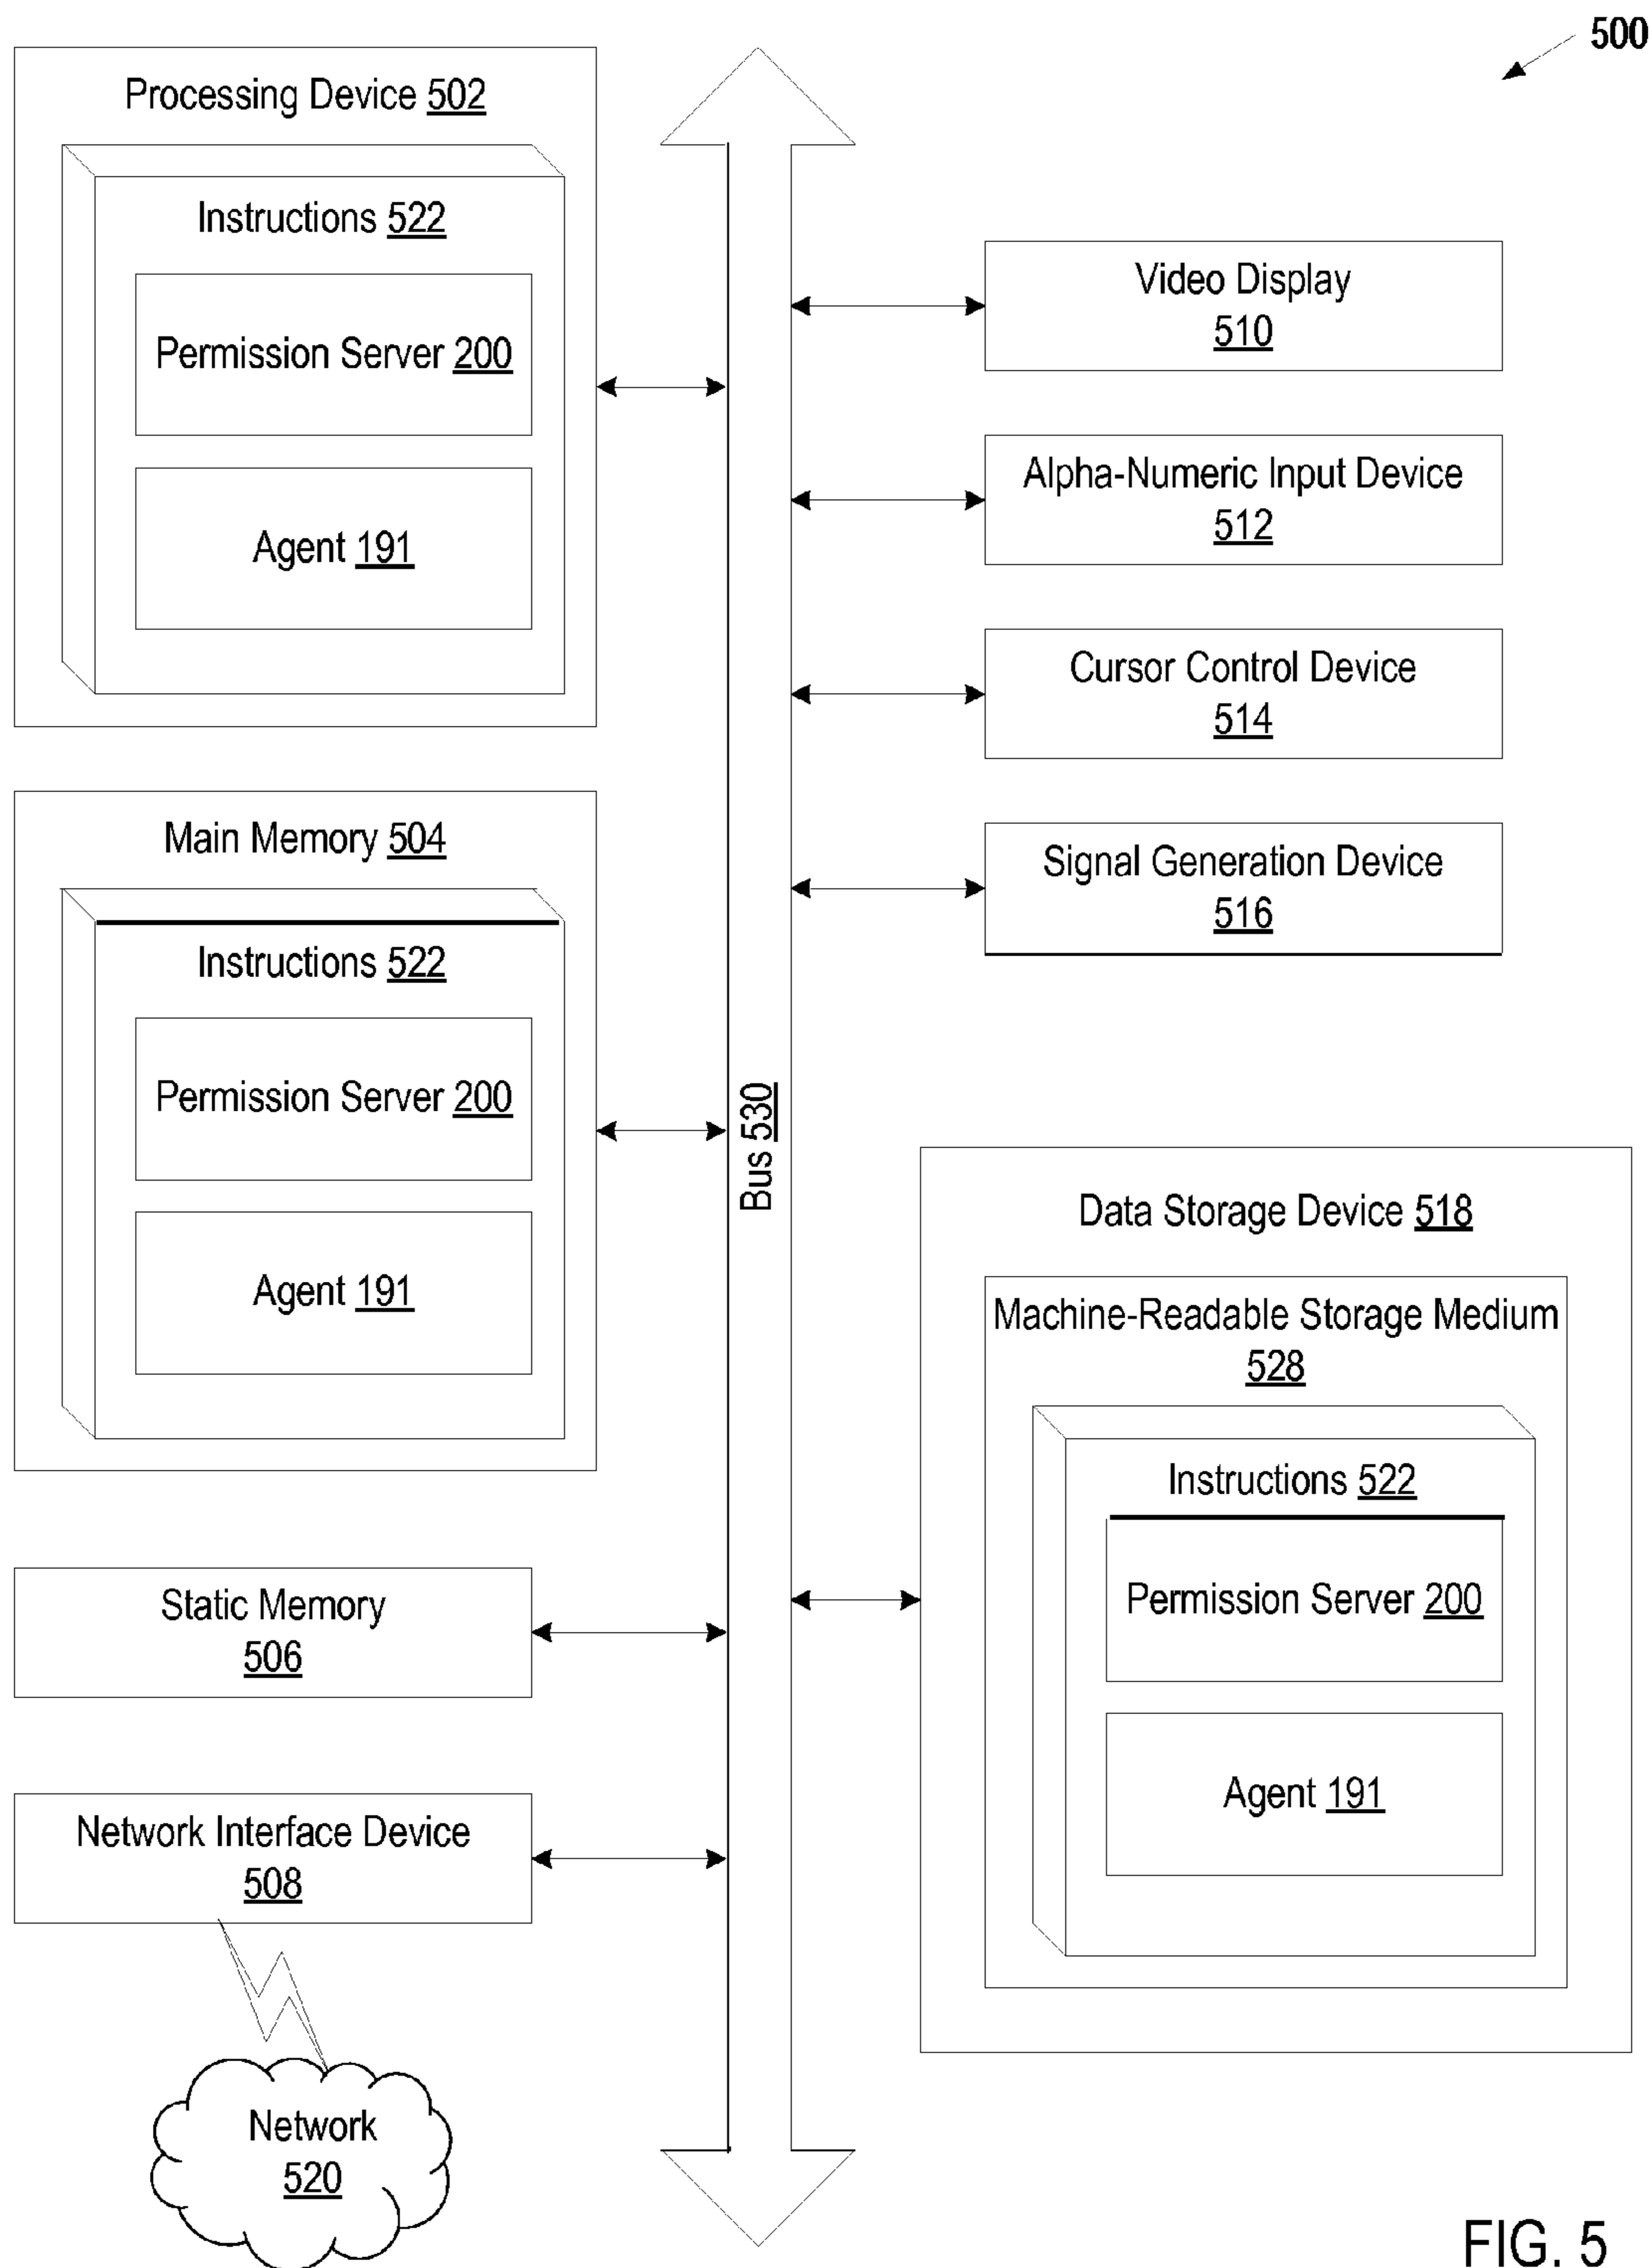 500
Processing Device 502
Instructions 522
Permission Server 200
Agent 191
Main Memory 504
Instructions 522
Permission Server 200
Agent 191
Static Memory
506
Network Interface Device
508
Network
520
Bus 530
Video Display
510
Alpha-Numeric Input Device
512
Cursor Control Device
514
Signal Generation Device
516
Data Storage Device 518
Machine-Readable Storage Medium
528
Instructions 522
Permission Server 200
Agent 191
FIG. 5